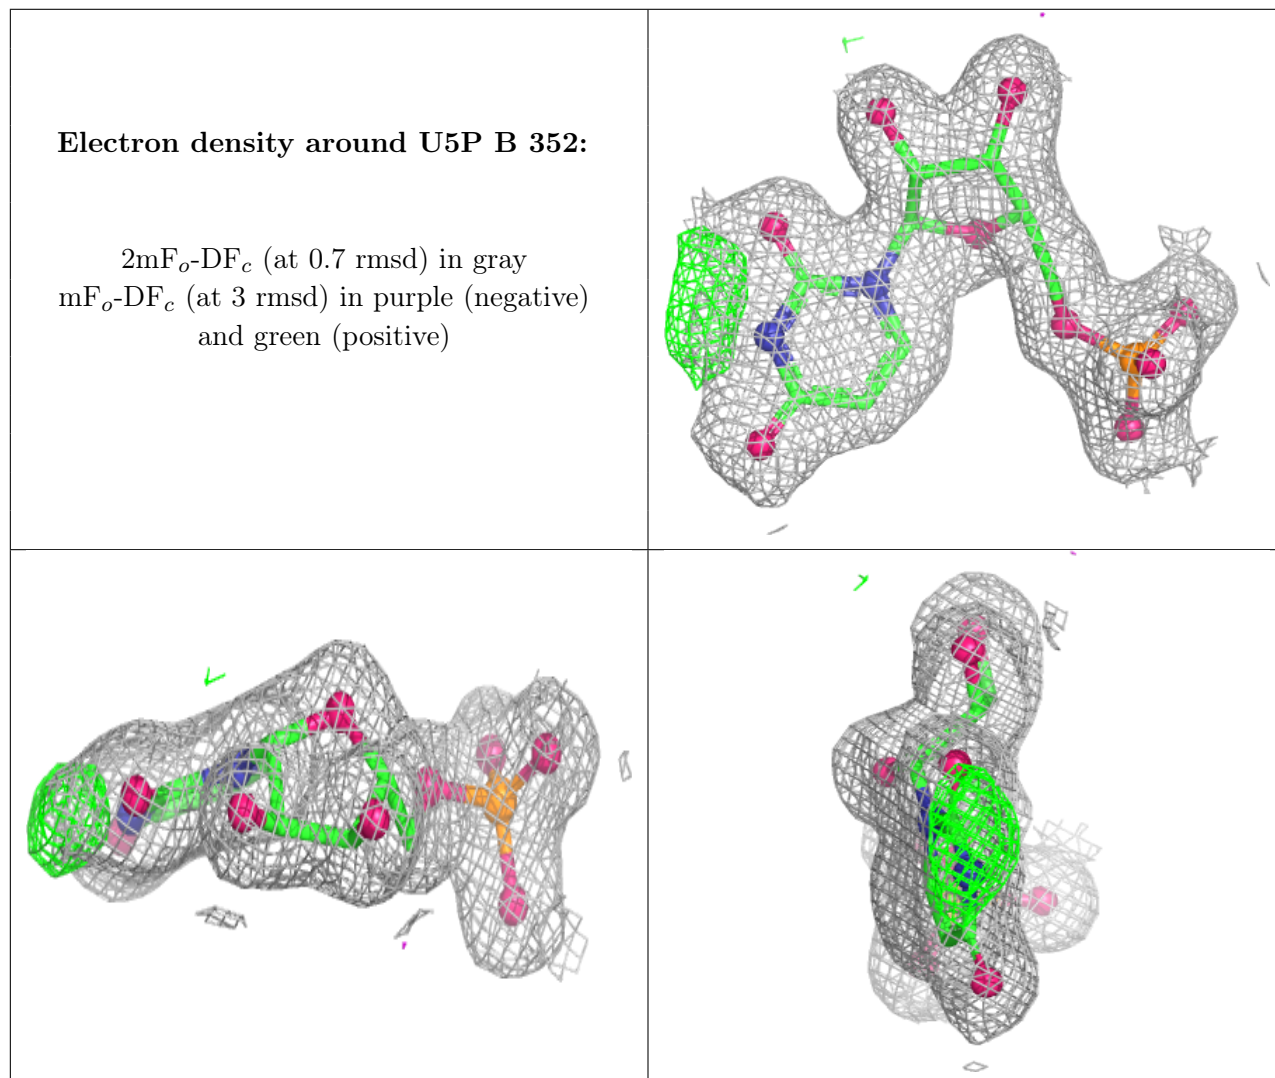 Electron density around U5P B 352:
2mFo-DFc (at 0.7 rmsd) in gray
mFo-DFc (at 3 rmsd) in purple (negative)
and green (positive)